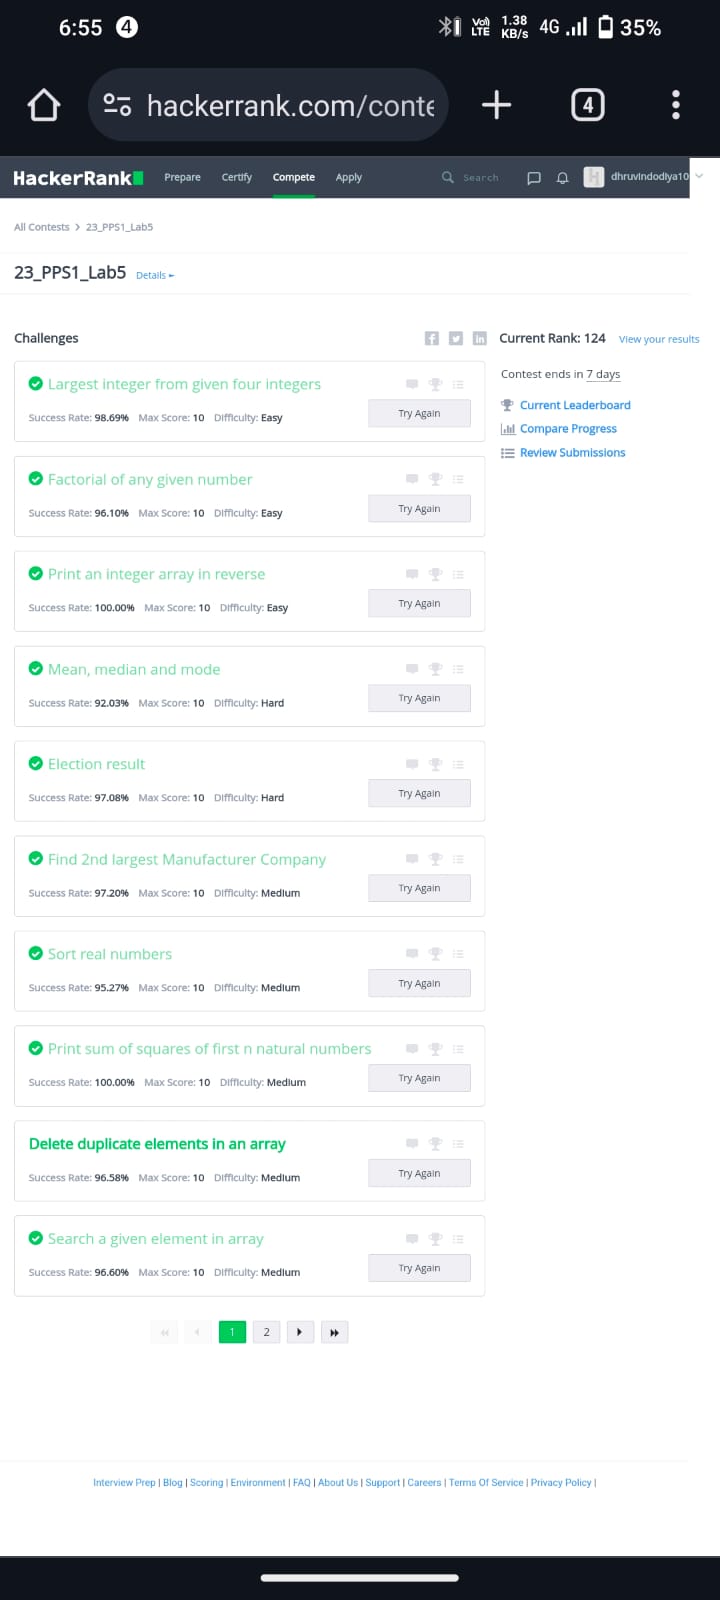 6:55 4 Vo) LTE 1.38 KB/s 4G 35%
hackerrank.com/conte 4
HackerRank Prepare Certify Compete Apply Search H dhruvindodiya10
All Contests > 23_PPS1_Lab5
23_PPS1_Lab5 Details
Challenges
Current Rank: 124 View your results
Contest ends in 7 days
Current Leaderboard
Compare Progress
Review Submissions
Largest integer from given four integers
Success Rate: 98.69% Max Score: 10 Difficulty: Easy
Try Again
Factorial of any given number
Success Rate: 96.10% Max Score: 10 Difficulty: Easy
Try Again
Print an integer array in reverse
Success Rate: 100.00% Max Score: 10 Difficulty: Easy
Try Again
Mean, median and mode
Success Rate: 92.03% Max Score: 10 Difficulty: Hard
Try Again
Election result
Success Rate: 97.08% Max Score: 10 Difficulty: Hard
Try Again
Find 2nd largest Manufacturer Company
Success Rate: 97.20% Max Score: 10 Difficulty: Medium
Try Again
Sort real numbers
Success Rate: 95.27% Max Score: 10 Difficulty: Medium
Try Again
Print sum of squares of first n natural numbers
Success Rate: 100.00% Max Score: 10 Difficulty: Medium
Try Again
Delete duplicate elements in an array
Success Rate: 96.58% Max Score: 10 Difficulty: Medium
Try Again
Search a given element in array
Success Rate: 96.60% Max Score: 10 Difficulty: Medium
Try Again
1 2
Interview Prep | Blog | Scoring | Environment | FAQ | About Us | Support | Careers | Terms Of Service | Privacy Policy |